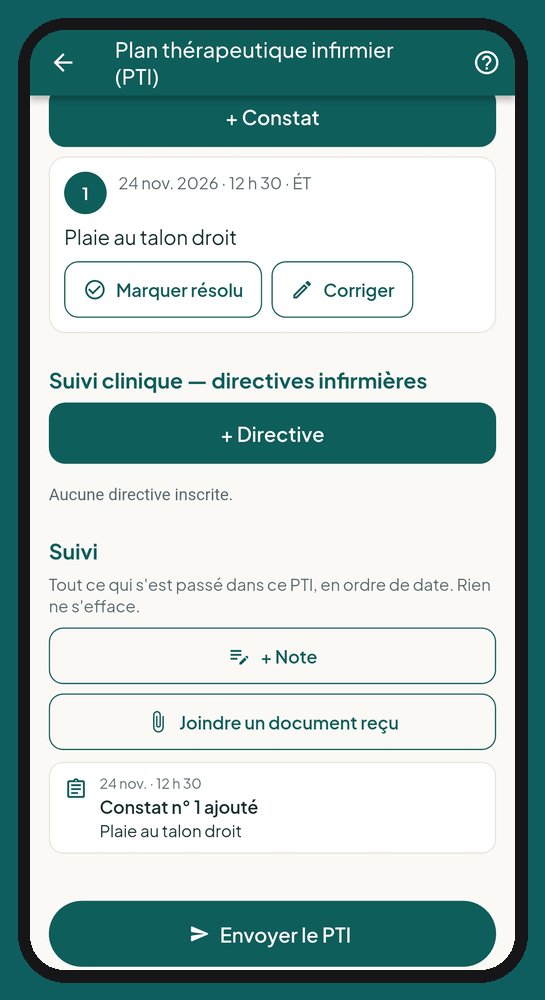 Plan thérapeutique infirmier
(PTI)
+ Constat
1
24 nov. 2026 · 12 h 30 · ÉT
Plaie au talon droit
Marquer résolu
Corriger
Suivi clinique — directives infirmières
+ Directive
Aucune directive inscrite.
Suivi
Tout ce qui s'est passé dans ce PTI, en ordre de date. Rien
ne s'efface.
+ Note
Joindre un document reçu
24 nov. · 12 h 30
Constat n° 1 ajouté
Plaie au talon droit
Envoyer le PTI